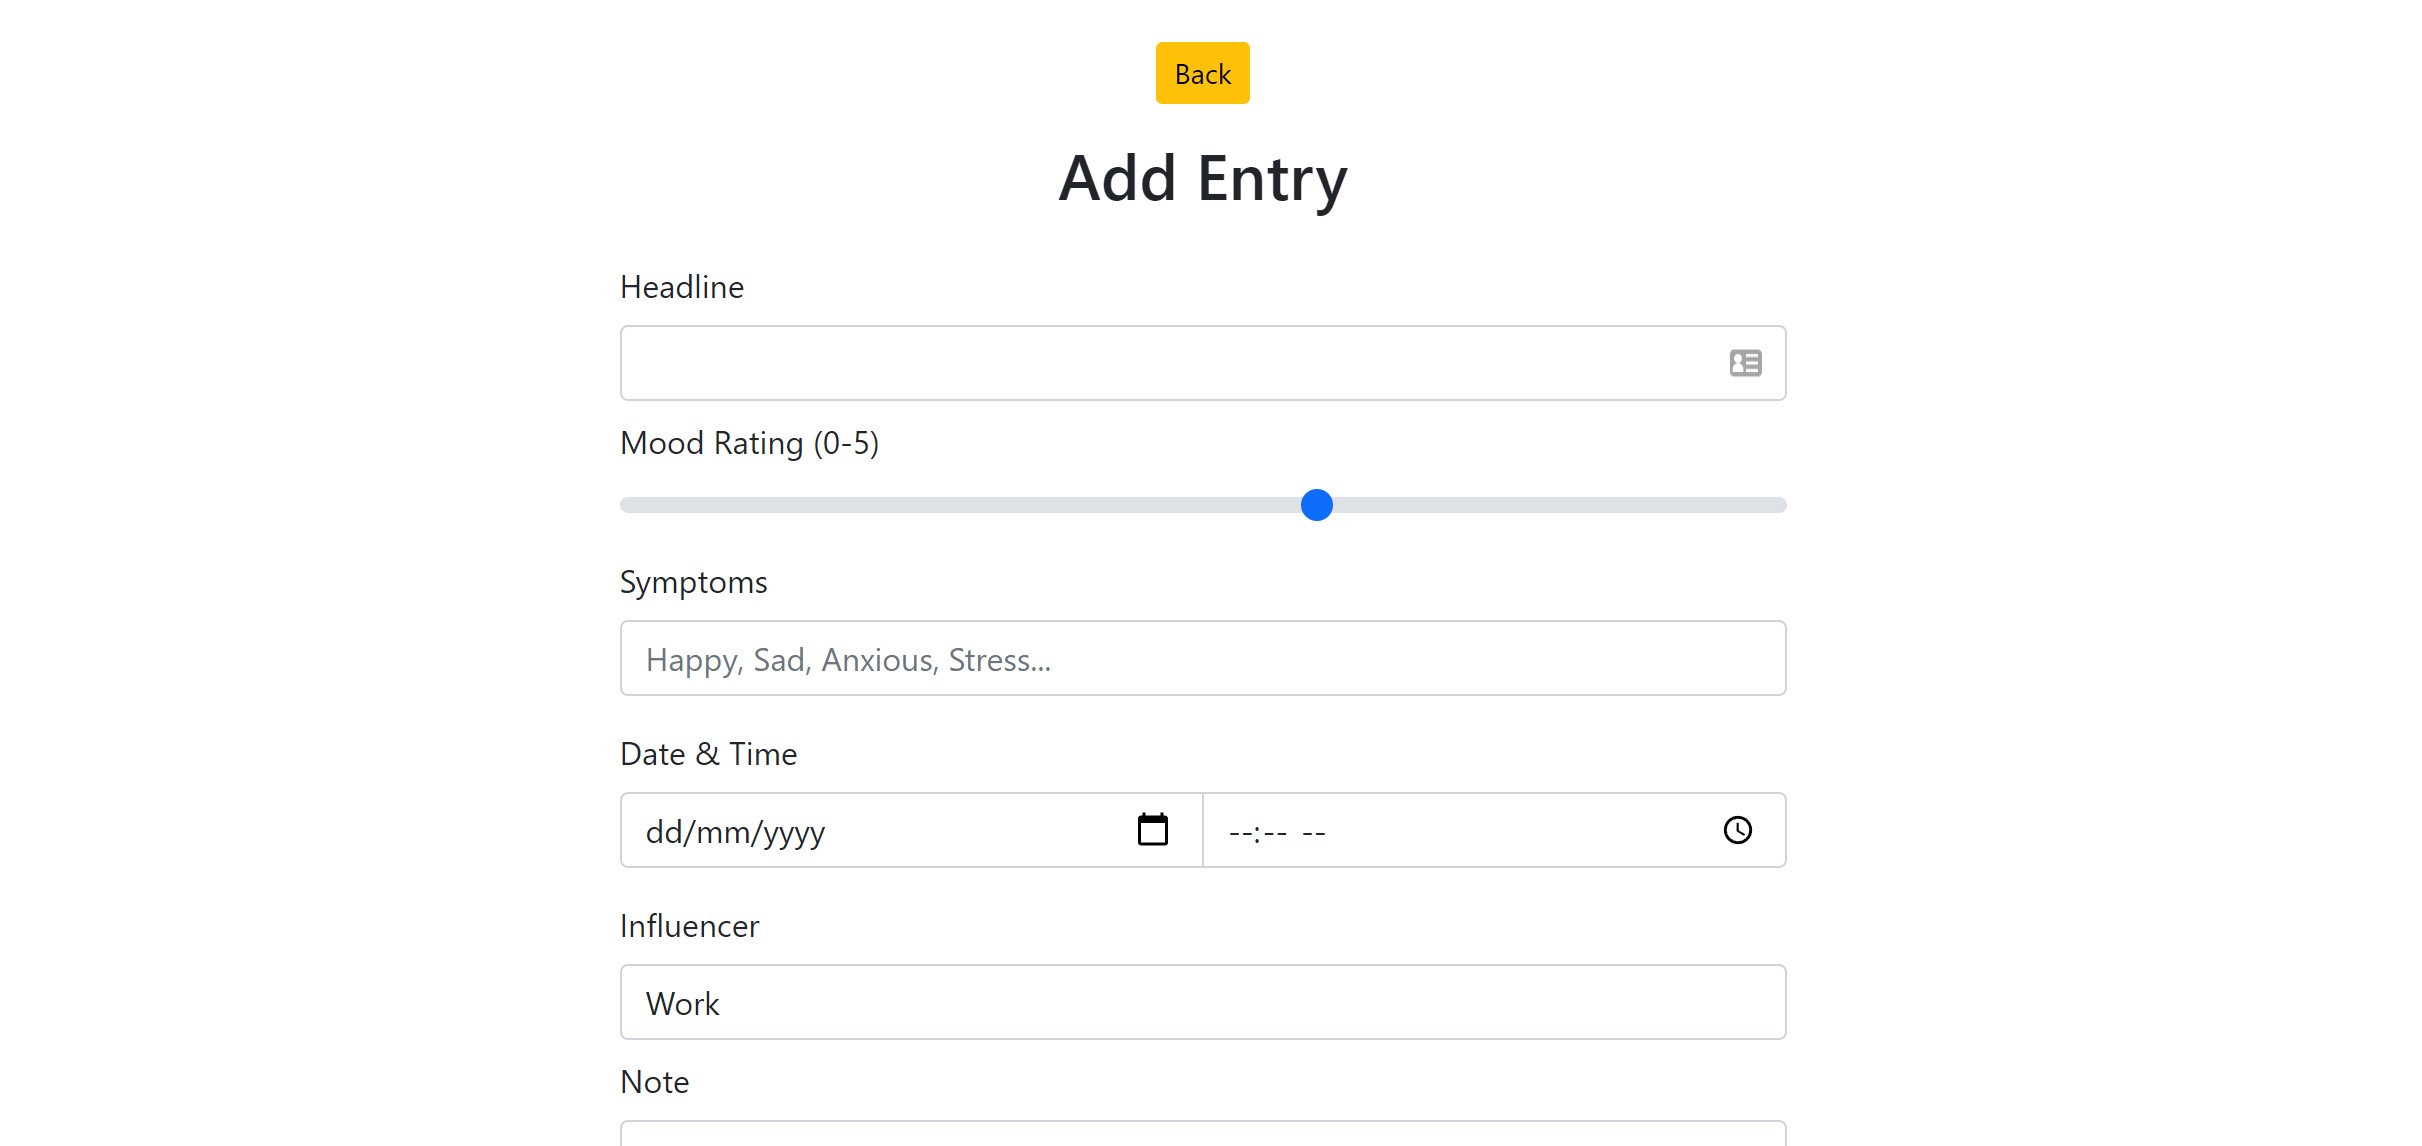 Back
Add Entry
Headline
Mood Rating (0-5)
Symptoms
Happy, Sad, Anxious, Stress...
Date & Time
dd/mm/yyyy
--:-- --
Influencer
Work
Note